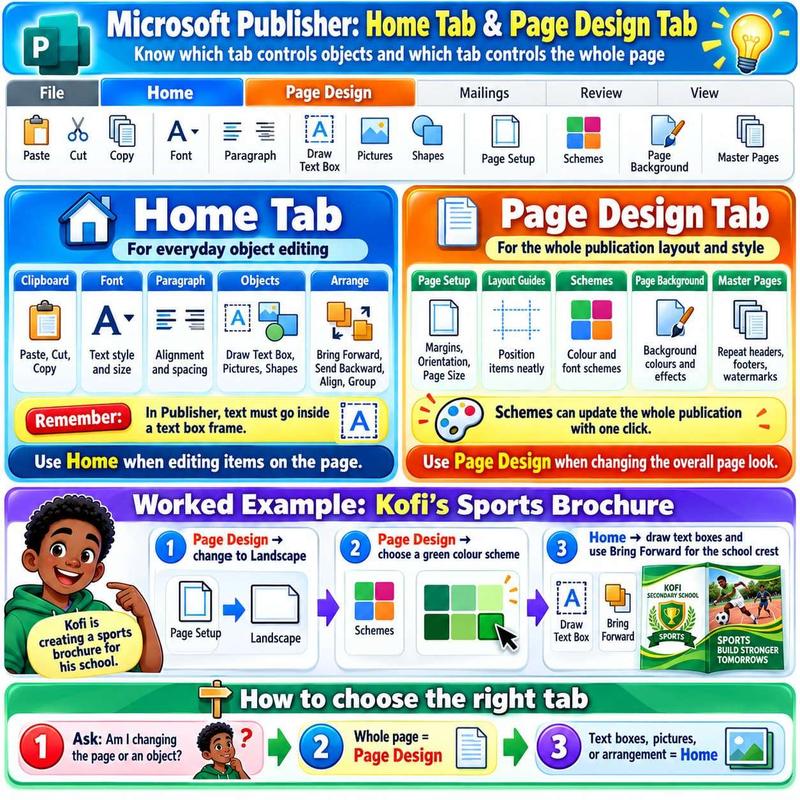 P
Microsoft Publisher: Home Tab & Page Design Tab
Know which tab controls objects and which tab controls the whole page
File
Home
Page Design
Mailings
Review
View
Paste
Cut
Copy
A
Font
Paragraph
A
Draw
Text Box
Pictures
Shapes
Page Setup
Schemes
Page
Background
Master Pages
Home Tab
For everyday object editing
Clipboard
Paste, Cut,
Copy
Font
A
Text style
and size
Paragraph
Alignment
and spacing
Objects
A
Draw Text Box,
Pictures, Shapes
Arrange
Bring Forward,
Send Backward,
Align, Group
Remember:
In Publisher, text must go inside
a text box frame.
A
Use Home when editing items on the page.
Page Design Tab
For the whole publication layout and style
Page Setup
Margins,
Orientation,
Page Size
Layout Guides
Position
items neatly
Schemes
Colour and
font schemes
Page Background
Background
colours and
effects
Master Pages
Repeat headers,
footers,
watermarks
Schemes can update the whole publication
with one click.
Use Page Design when changing the overall page look.
Worked Example: Kofi's Sports Brochure
Kofi is
creating a sports
brochure for
his school.
1
Page Design →
change to Landscape
Page Setup
Landscape
2
Page Design →
choose a green colour scheme
Schemes
3
Home → draw text boxes and
use Bring Forward for the school crest
A
Draw
Text Box
Bring
Forward
KOFI
SECONDARY SCHOOL
SPORTS
SPORTS
BUILD STRONGER
TOMORROWS
How to choose the right tab
1
Ask: Am I changing
the page or an object?
?
2
Whole page =
Page Design
3
Text boxes, pictures,
or arrangement = Home